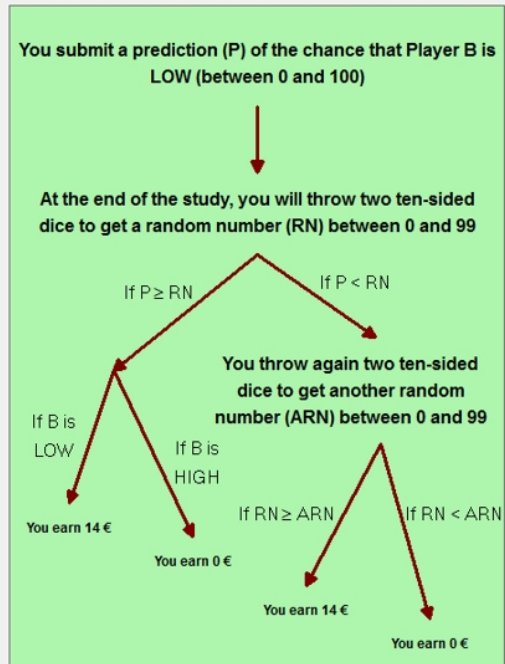 You submit a prediction (P) of the chance that Player B is
LOW (between 0 and 100)
At the end of the study, you will throw two ten-sided
dice to get a random number (RN) between 0 and 99
If P≥ RN
If P < RN
You throw again two ten-sided
dice to get another random
number (ARN) between 0 and 99
If B is
LOW
If B is
HIGH
You earn 14 €
You earn 0 €
If RN≥ ARN
If RN < ARN
You earn 14 €
You earn 0 €